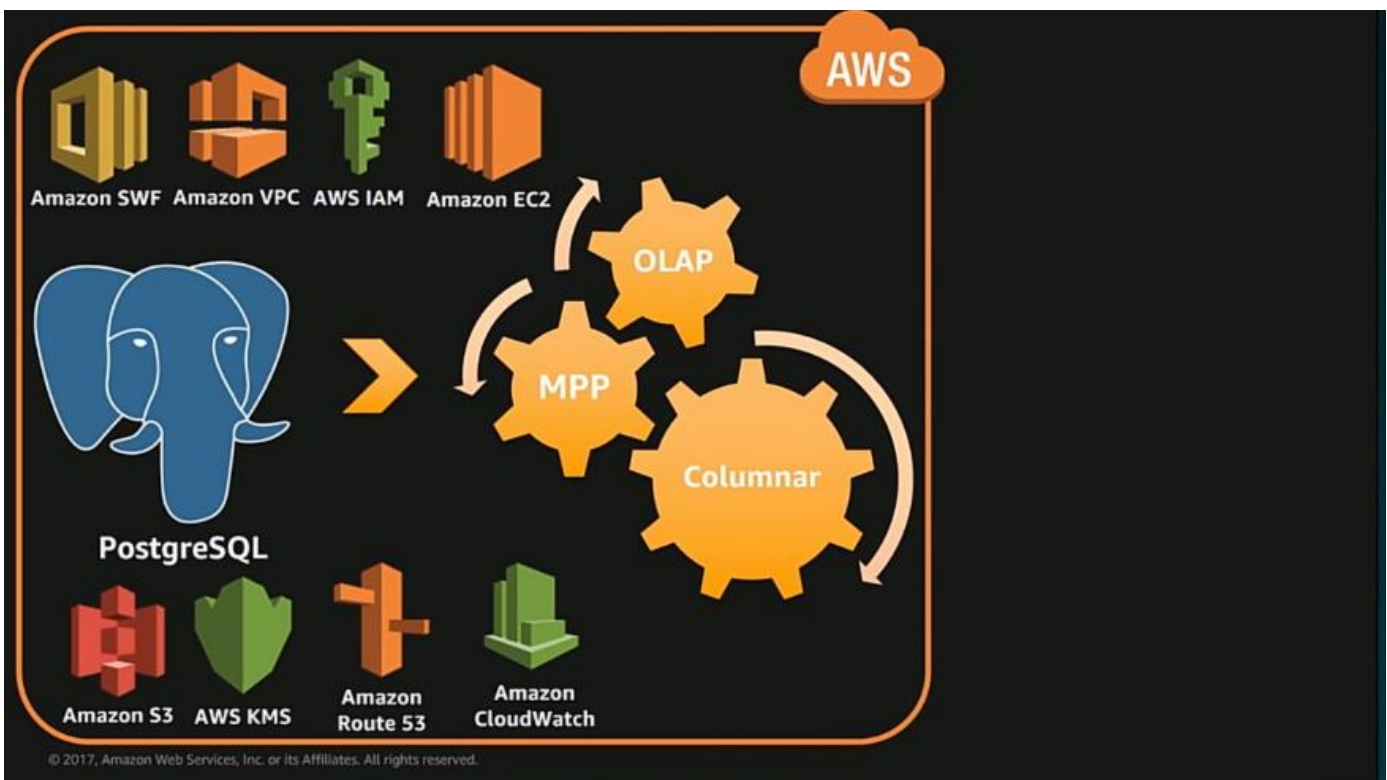 AWS
Amazon SWF
Amazon VPC
AWS IAM
Amazon EC2
OLAP
MPP
Columnar
PostgreSQL
Amazon S3
AWS KMS
Amazon
Route 53
Amazon
CloudWatch
© 2017, Amazon Web Services, Inc. or its Affiliates. All rights reserved.